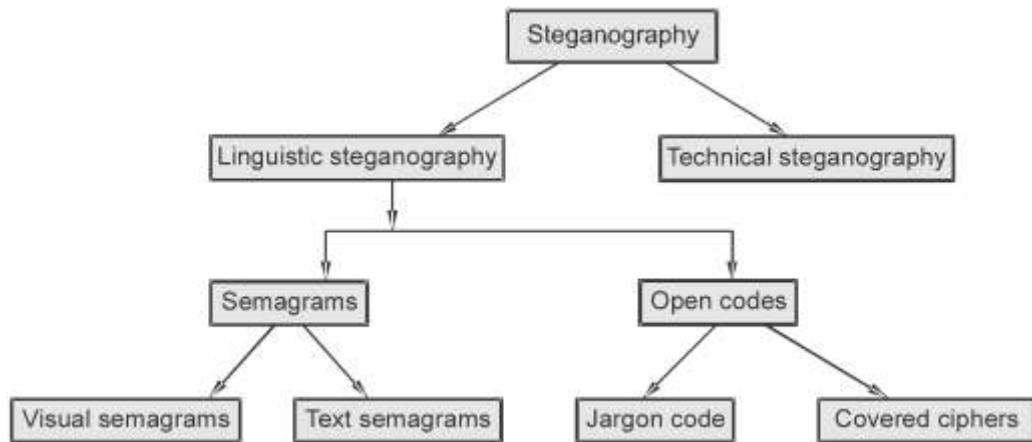 Steganography
Linguistic steganography
Technical steganography
Semagrams
Open codes
Visual semagrams
Text semagrams
Jargon code
Covered ciphers